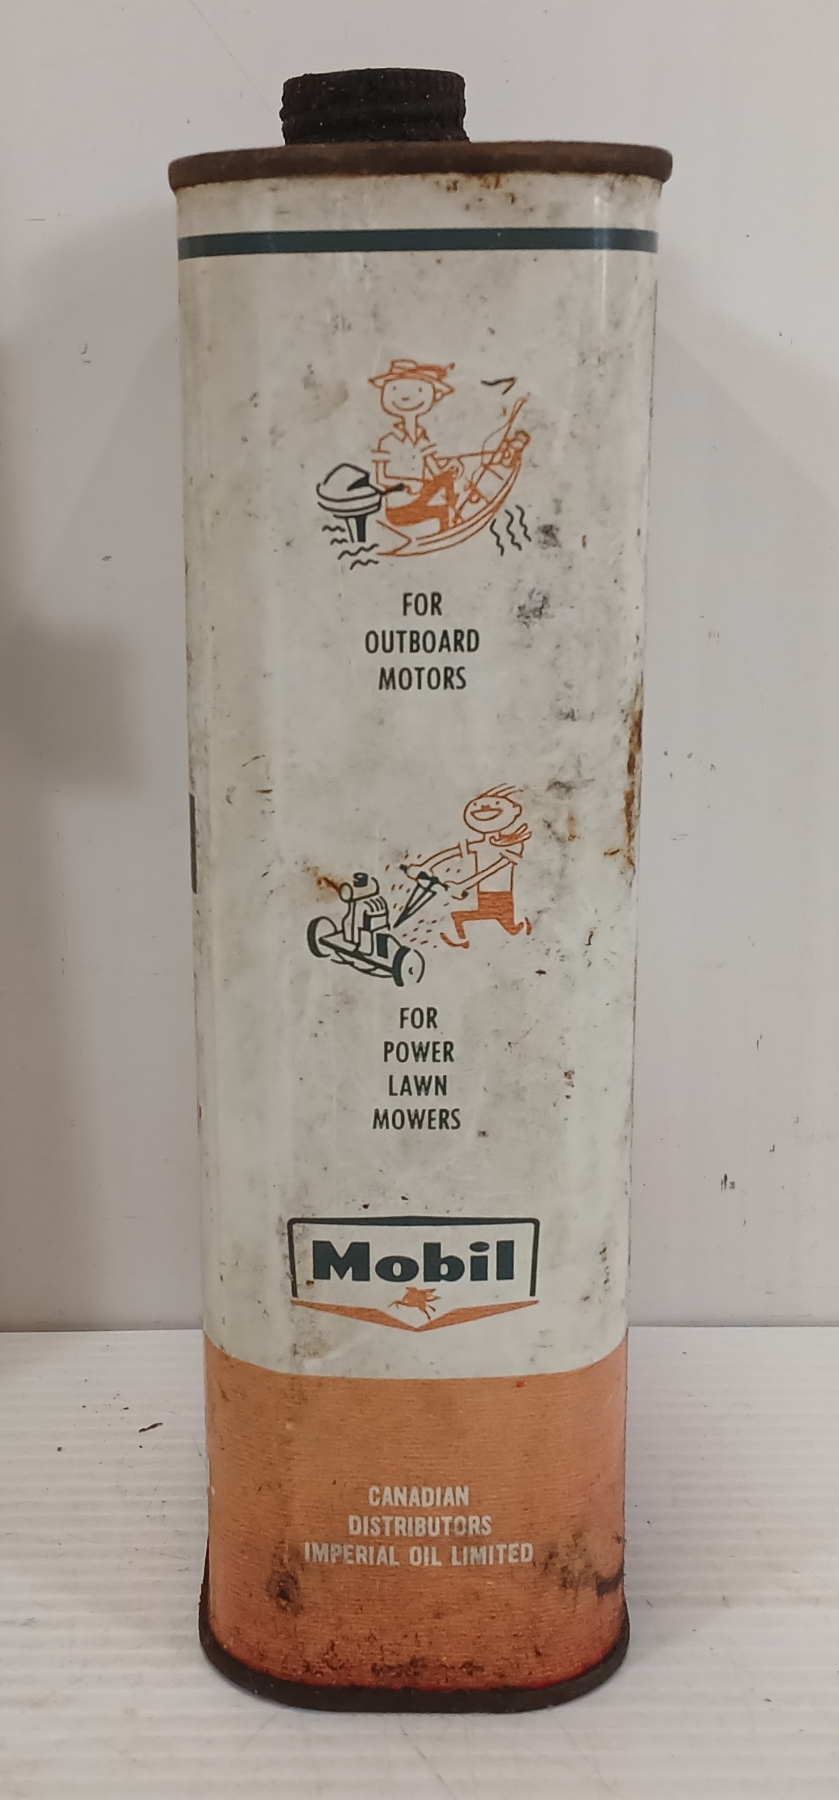 FOR
OUTBOARD
MOTORS
FOR
POWER
LAWN
MOWERS
Mobil
CANADIAN
DISTRIBUTORS
IMPERIAL OIL LIMITED